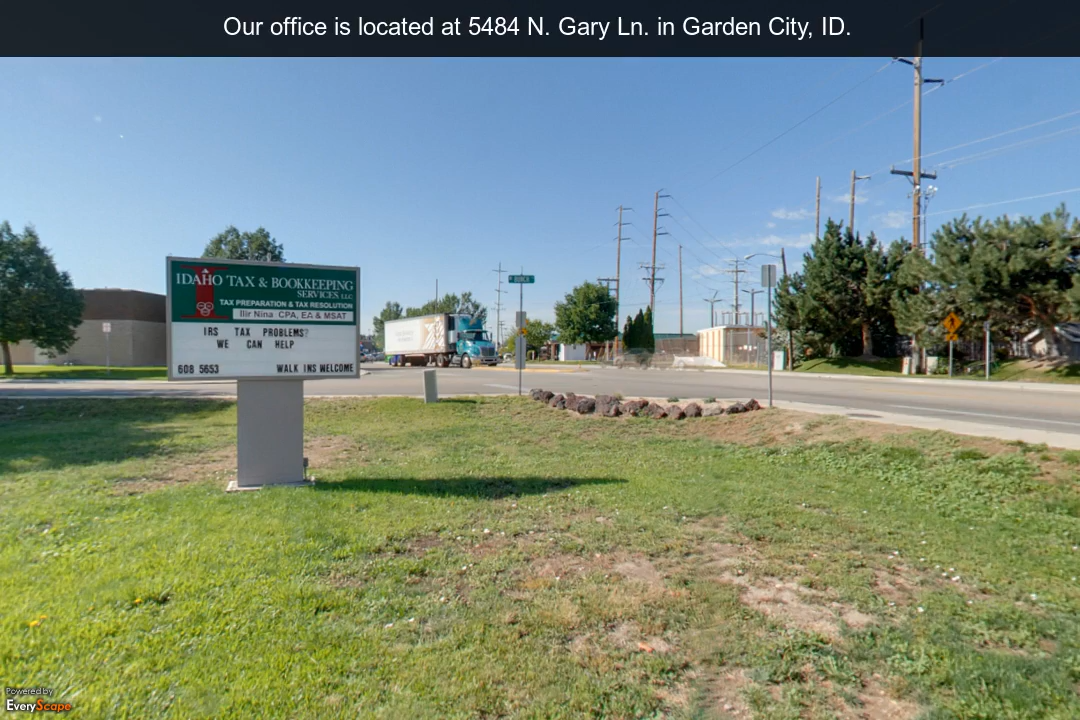 Our office is located at 5484 N. Gary Ln. in Garden City, ID.
IDAHO TAX & BOOKKEEPING
SERVICES LLC
TAX PREPARATION & TAX RESOLUTION
Ilir Nina CPA, EA & MSAT
IRS TAX PROBLEMS?
WE CAN HELP
608 5653 WALK INS WELCOME
Powered by
EveryScape